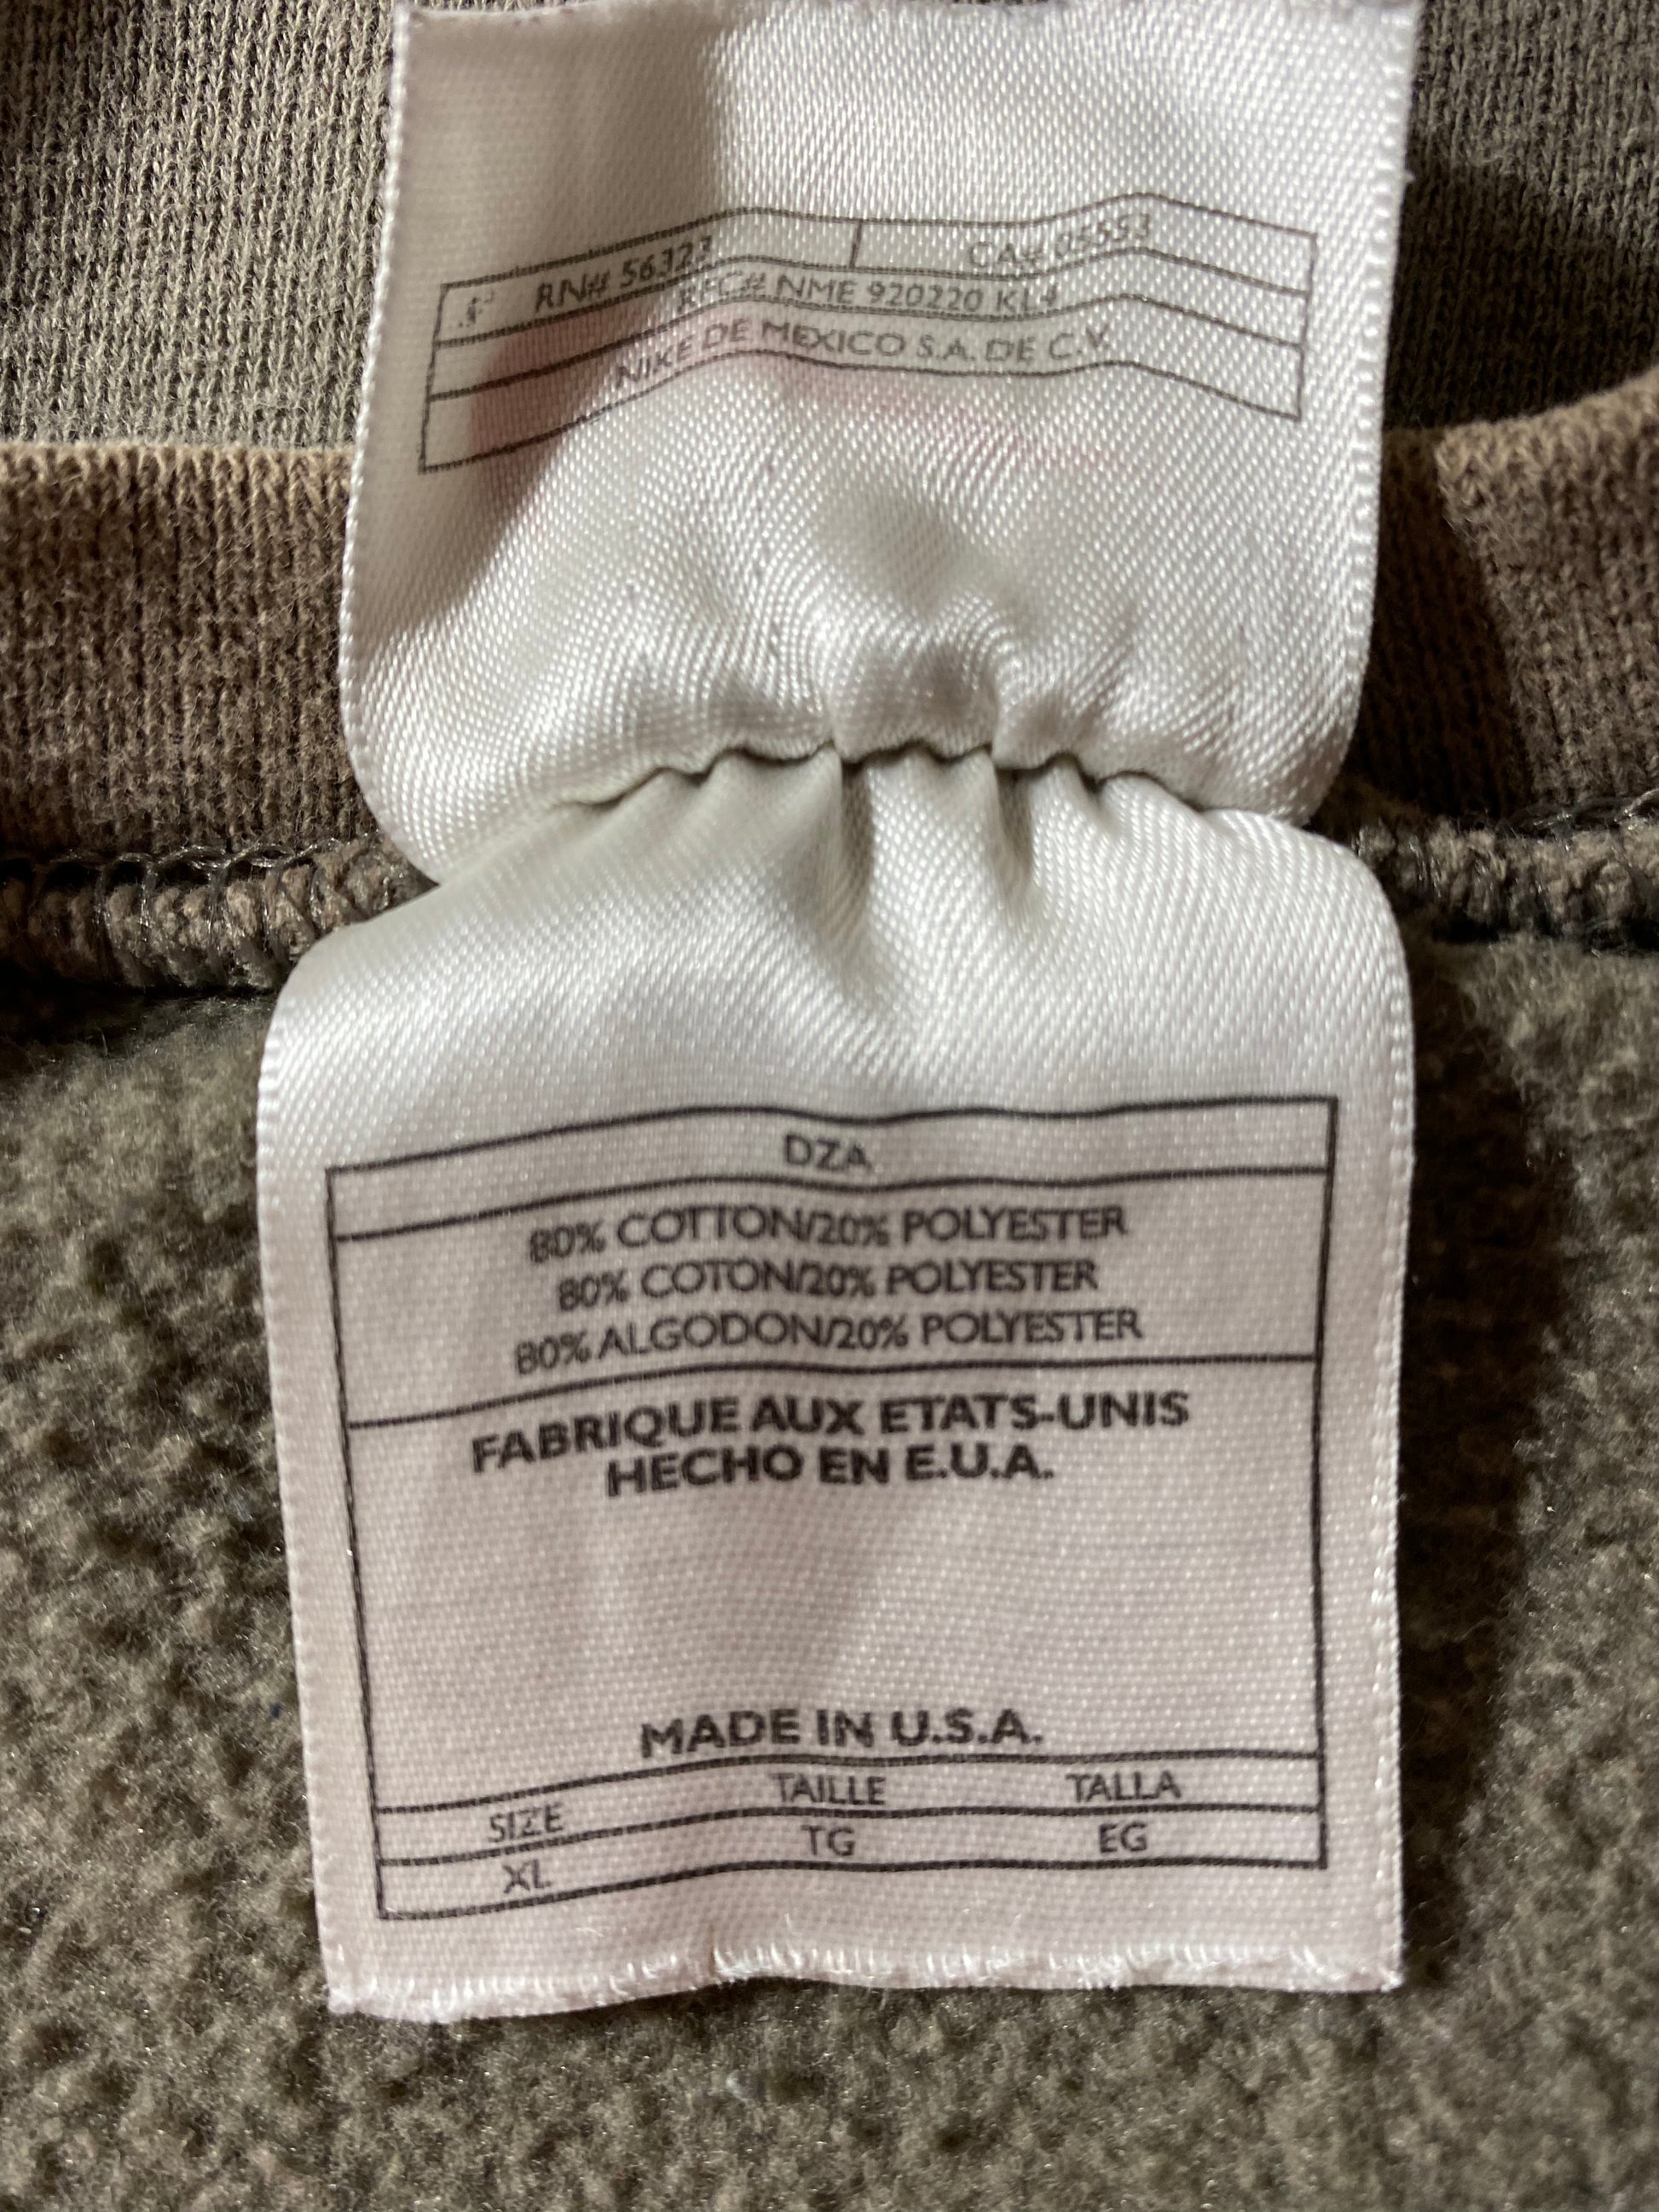 RN# 56323 CA# 05553
RFC# NME 920220 KL4
NIKE DE MEXICO S.A. DE C.V.
DZA
80% COTTON/20% POLYESTER
80% COTON/20% POLYESTER
80% ALGODON/20% POLYESTER
FABRIQUE AUX ETATS-UNIS
HECHO EN E.U.A.
MADE IN U.S.A.
SIZE TAILLE TALLA
XL TG EG